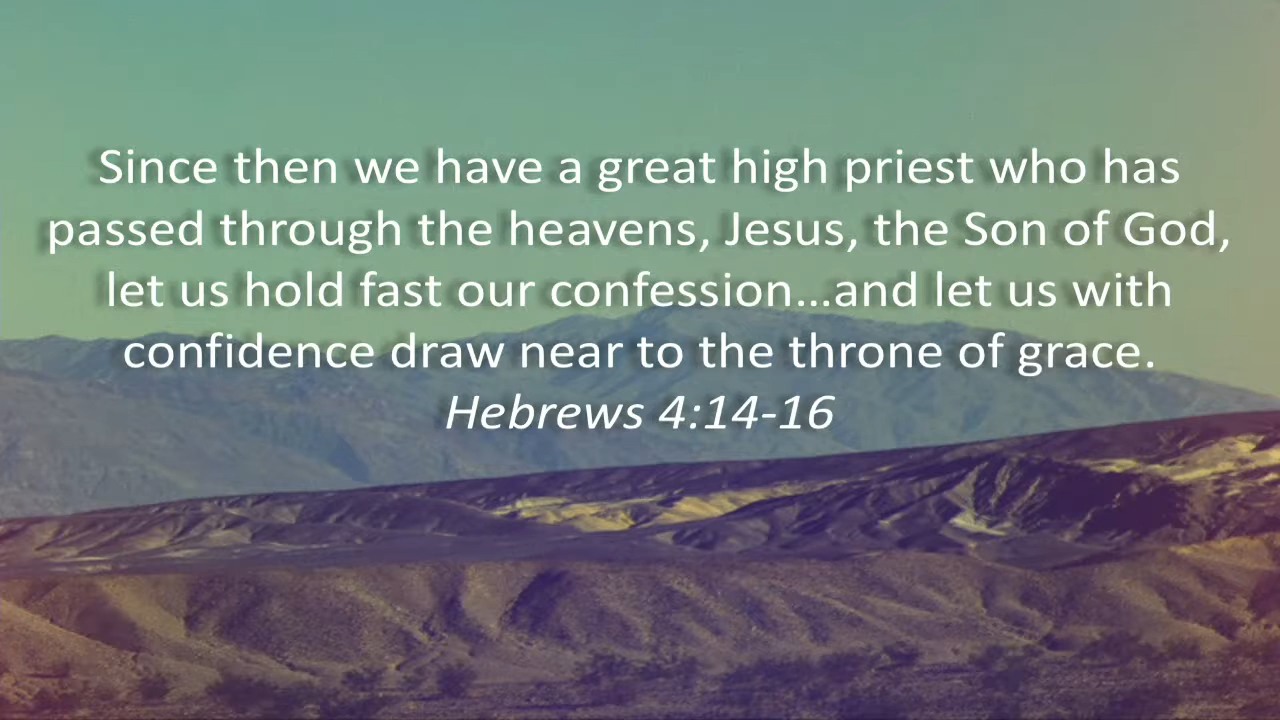 Since then we have a great high priest who has
passed through the heavens, Jesus, the Son of God,
let us hold fast our confession...and let us with
confidence draw near to the throne of grace.
Hebrews 4:14-16